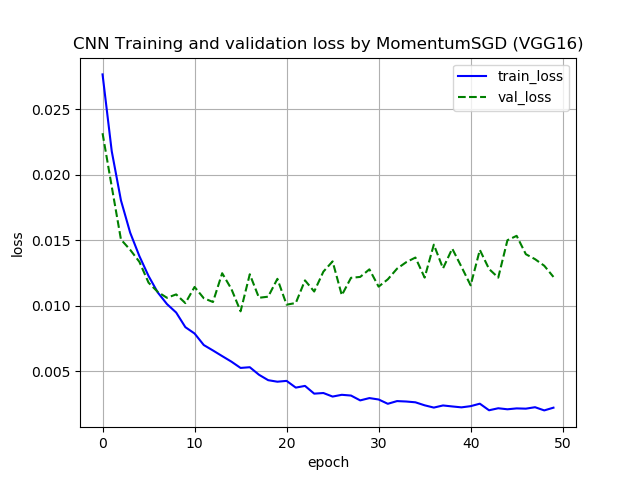 CNN Training and validation loss by MomentumSGD (VGG16)
train_loss
val_loss
0.025
0.020
0.015
0.010
0.005
loss
0 10 20 30 40 50
epoch